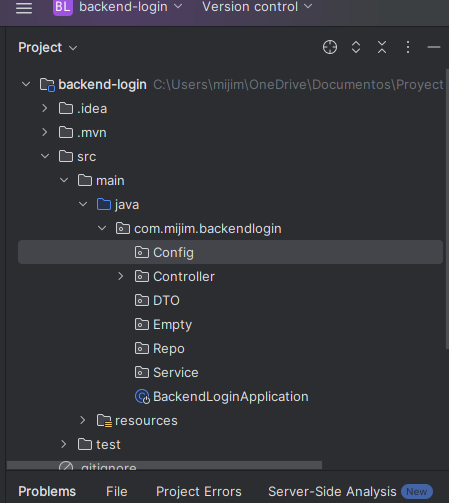 BL backend-login Version control
Project
backend-login C:\Users\mijim\OneDrive\Documentos\Proyect
.idea
.mvn
src
main
java
com.mijim.backendlogin
Config
Controller
DTO
Empty
Repo
Service
BackendLoginApplication
resources
test
.gitignore
Problems File Project Errors Server-Side Analysis New